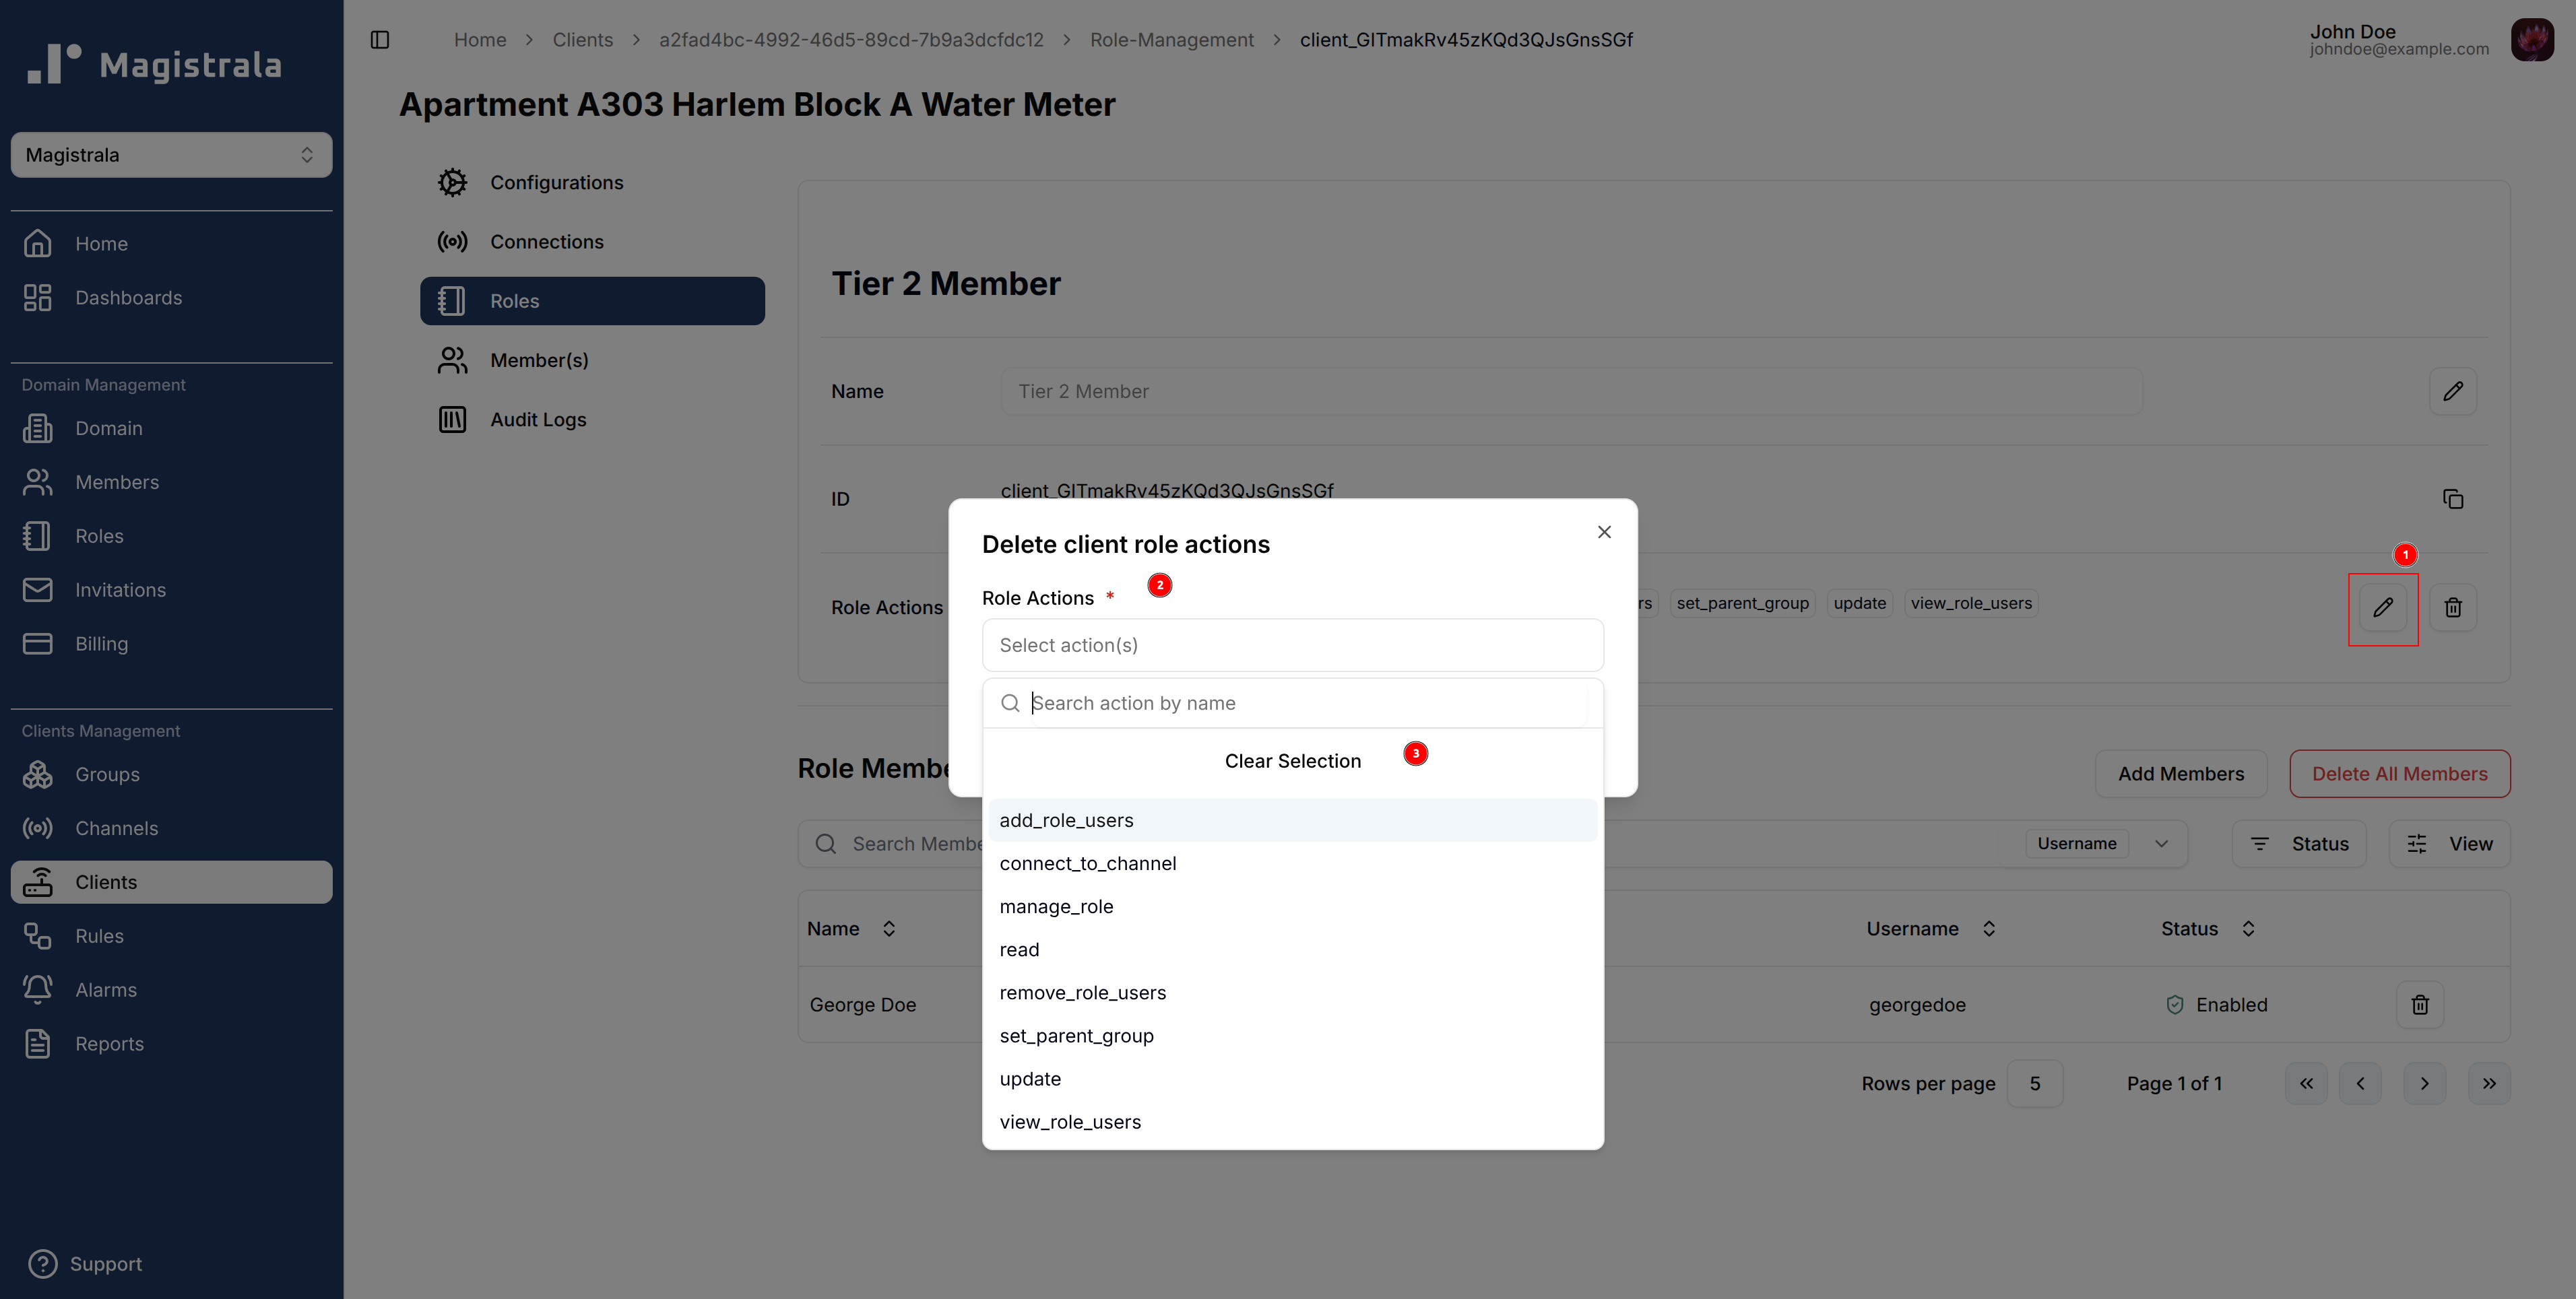 Magistrala
Magistrala
Home
Dashboards
Domain Management
Domain
Members
Roles
Invitations
Billing
Clients Management
Groups
Channels
Clients
Rules
Alarms
Reports
Support
Home > Clients > a2fad4bc-4992-46d5-89cd-7b9a3dcfdc12 > Role-Management > client_GITmakRv45zKQd3QJsGnsSGf
John Doe
johndoe@example.com
Apartment A303 Harlem Block A Water Meter
Configurations
Connections
Roles
Member(s)
Audit Logs
Tier 2 Member
Name Tier 2 Member
ID client_GITmakRv45zKQd3QJsGnsSGf
1
Role Actions rs set_parent_group update view_role_users
Delete client role actions
Role Actions * 2
Select action(s)
Search action by name
Clear Selection 3
add_role_users
connect_to_channel
manage_role
read
remove_role_users
set_parent_group
update
view_role_users
Role Membe Add Members Delete All Members
Search Membe Username Status View
Name Username Status
George Doe georgedoe Enabled
Rows per page 5 Page 1 of 1